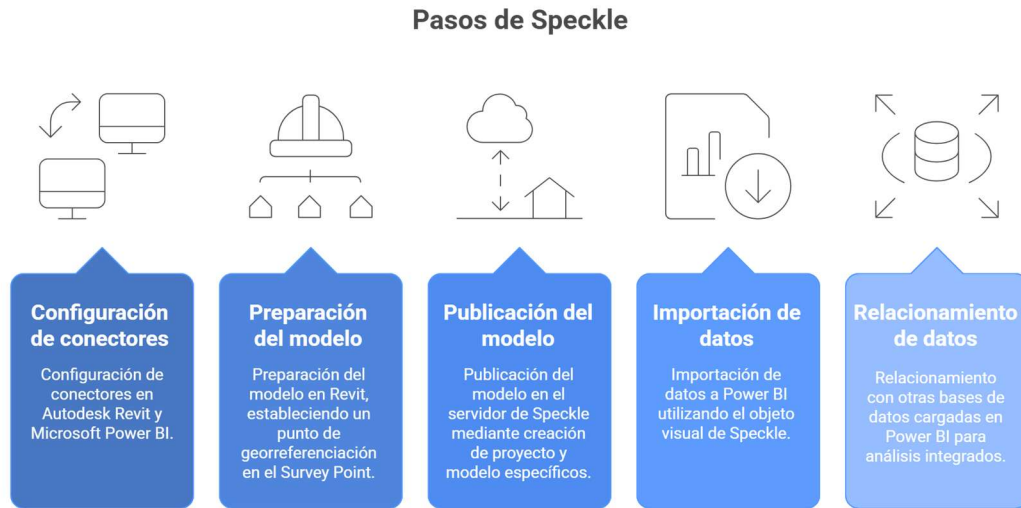 Pasos de Speckle
Configuración
de conectores
Configuración de
conectores en
Autodesk Revit y
Microsoft Power BI.
Preparación
del modelo
Preparación del
modelo en Revit,
estableciendo un
punto de
georreferenciación
en el Survey Point.
Publicación del
modelo
Publicación del
modelo en el
servidor de Speckle
mediante creación
de proyecto y
modelo específicos.
Importación de
datos
Importación de
datos a Power BI
utilizando el objeto
visual de Speckle.
Relacionamiento
de datos
Relacionamiento
con otras bases de
datos cargadas en
Power BI para
análisis integrados.